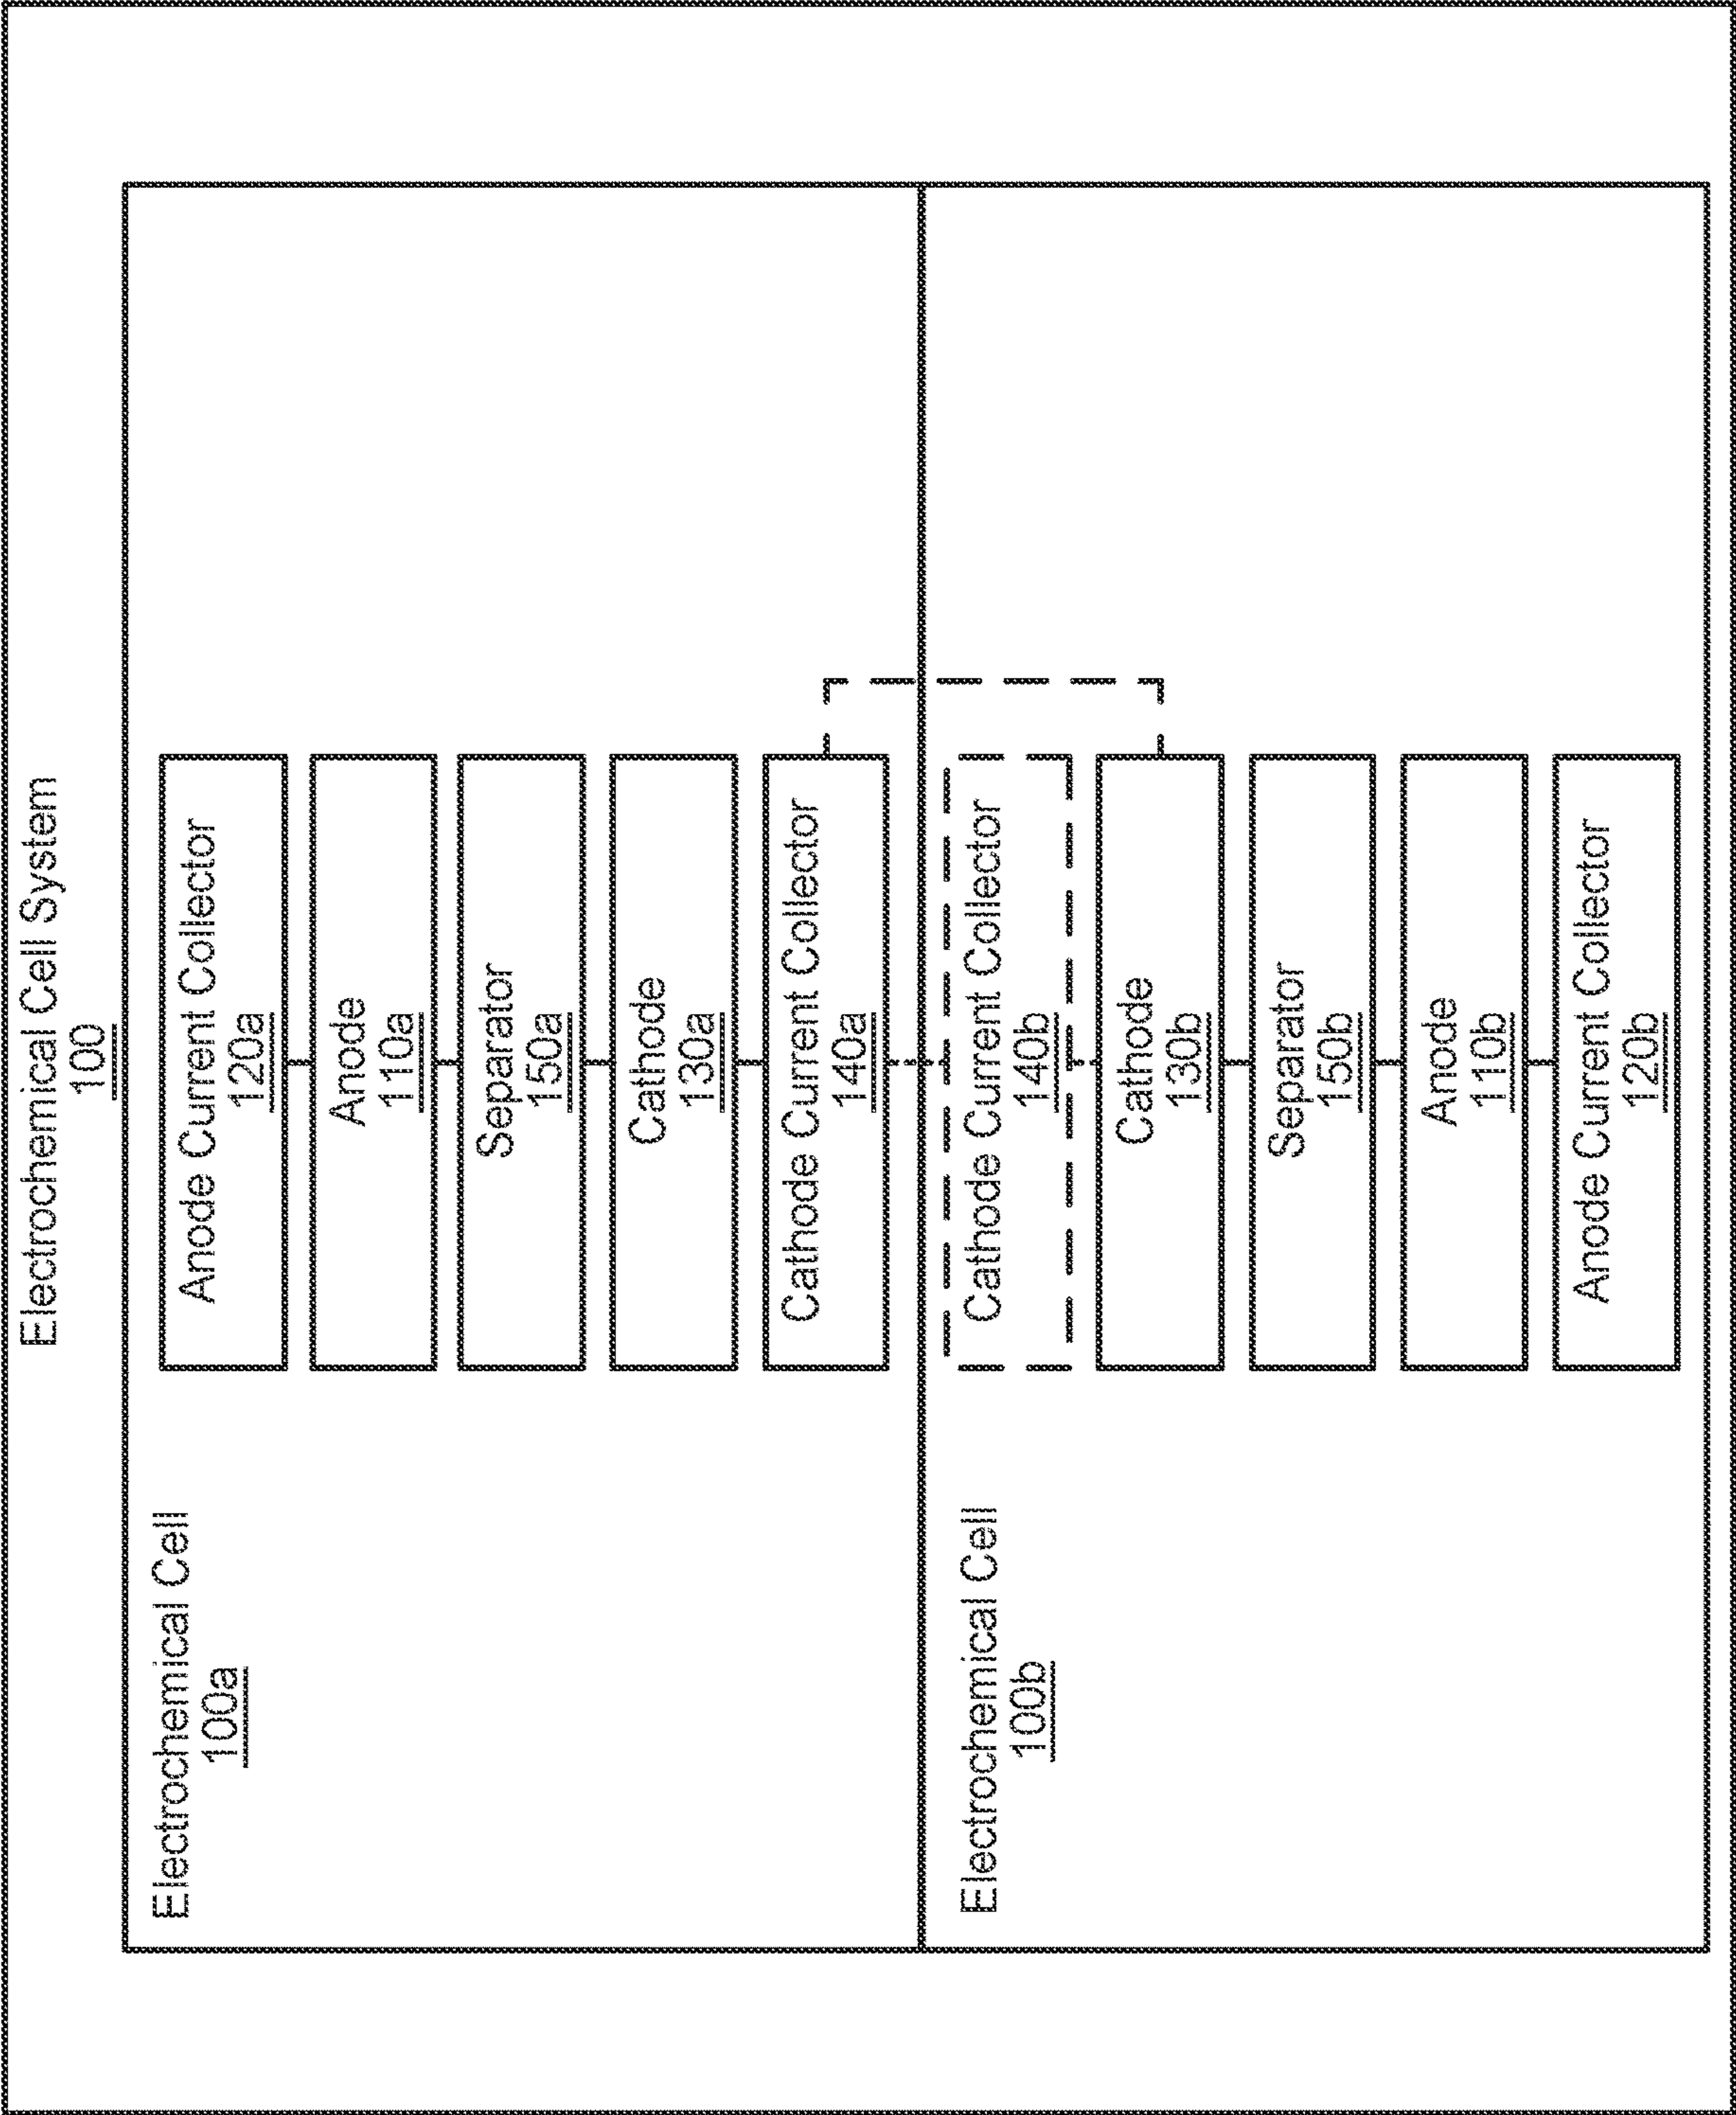 Electrochemical Cell System
100
Electrochemical Cell
100a
Anode Current Collector
120a
Anode
110a
Separator
150a
Cathode
130a
Cathode Current Collector
140a
Electrochemical Cell
100b
Cathode Current Collector
140b
Cathode
130b
Separator
150b
Anode
110b
Anode Current Collector
120b